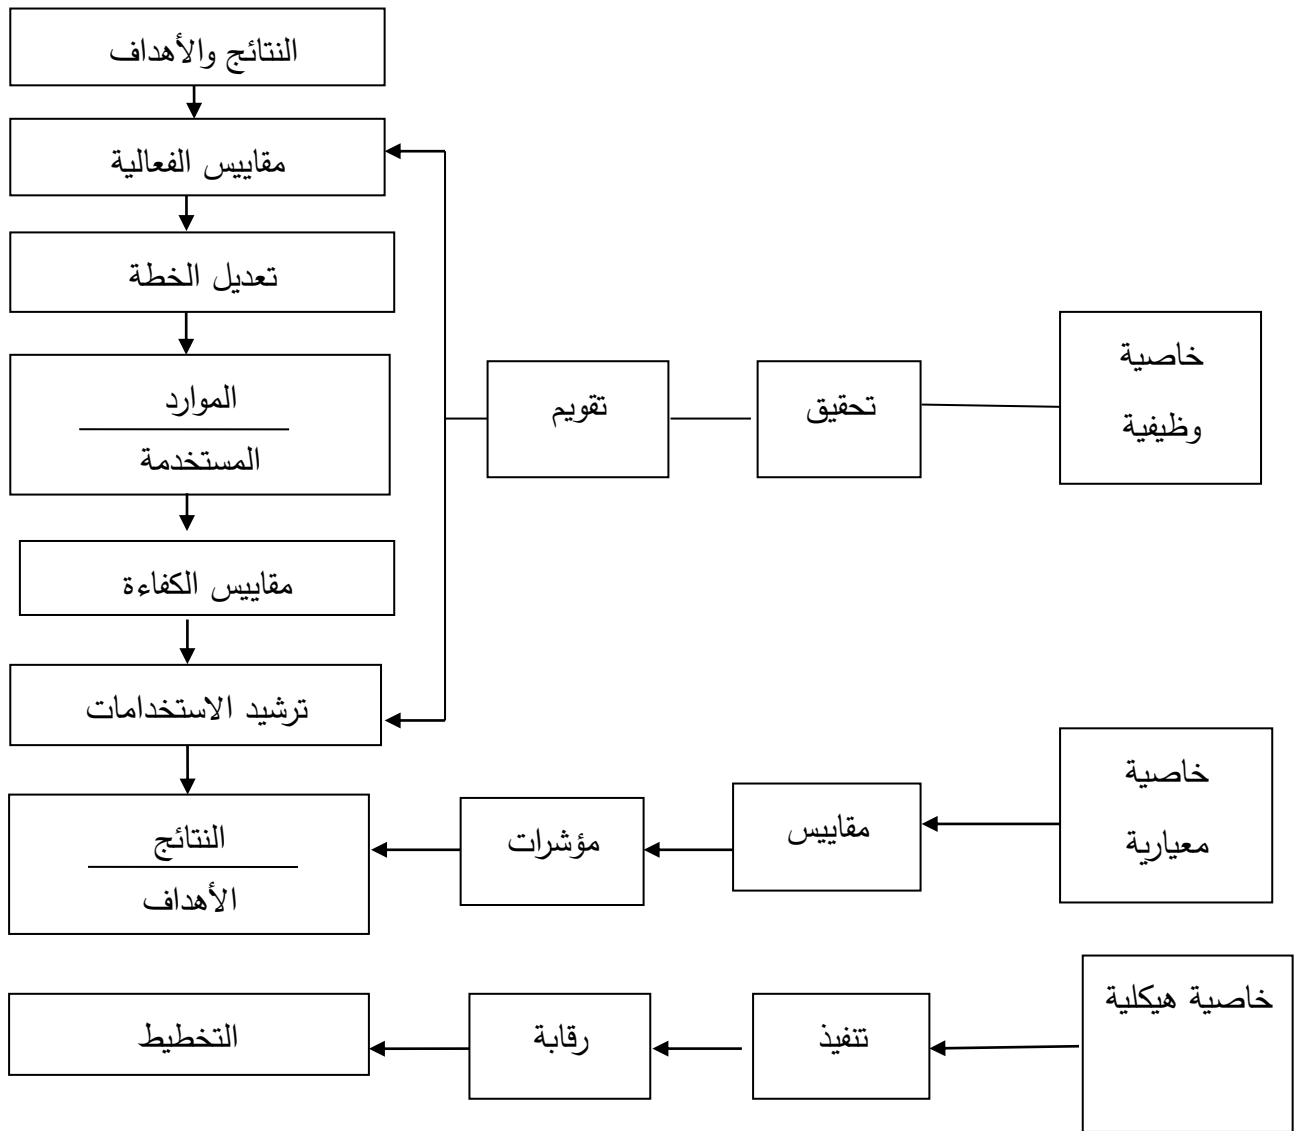 النتائج والأهداف
مقاييس الفعالية
تعديل الخطة
الموارد
المستخدمة
مقاييس الكفاءة
ترشيد الاستخدامات
النتائج
الأهداف
خاصية
وظيفية
تحقيق
تقويم
خاصية
معيارية
مقاييس
مؤشرات
خاصية هيكلية
تنفيذ
رقابة
التخطيط